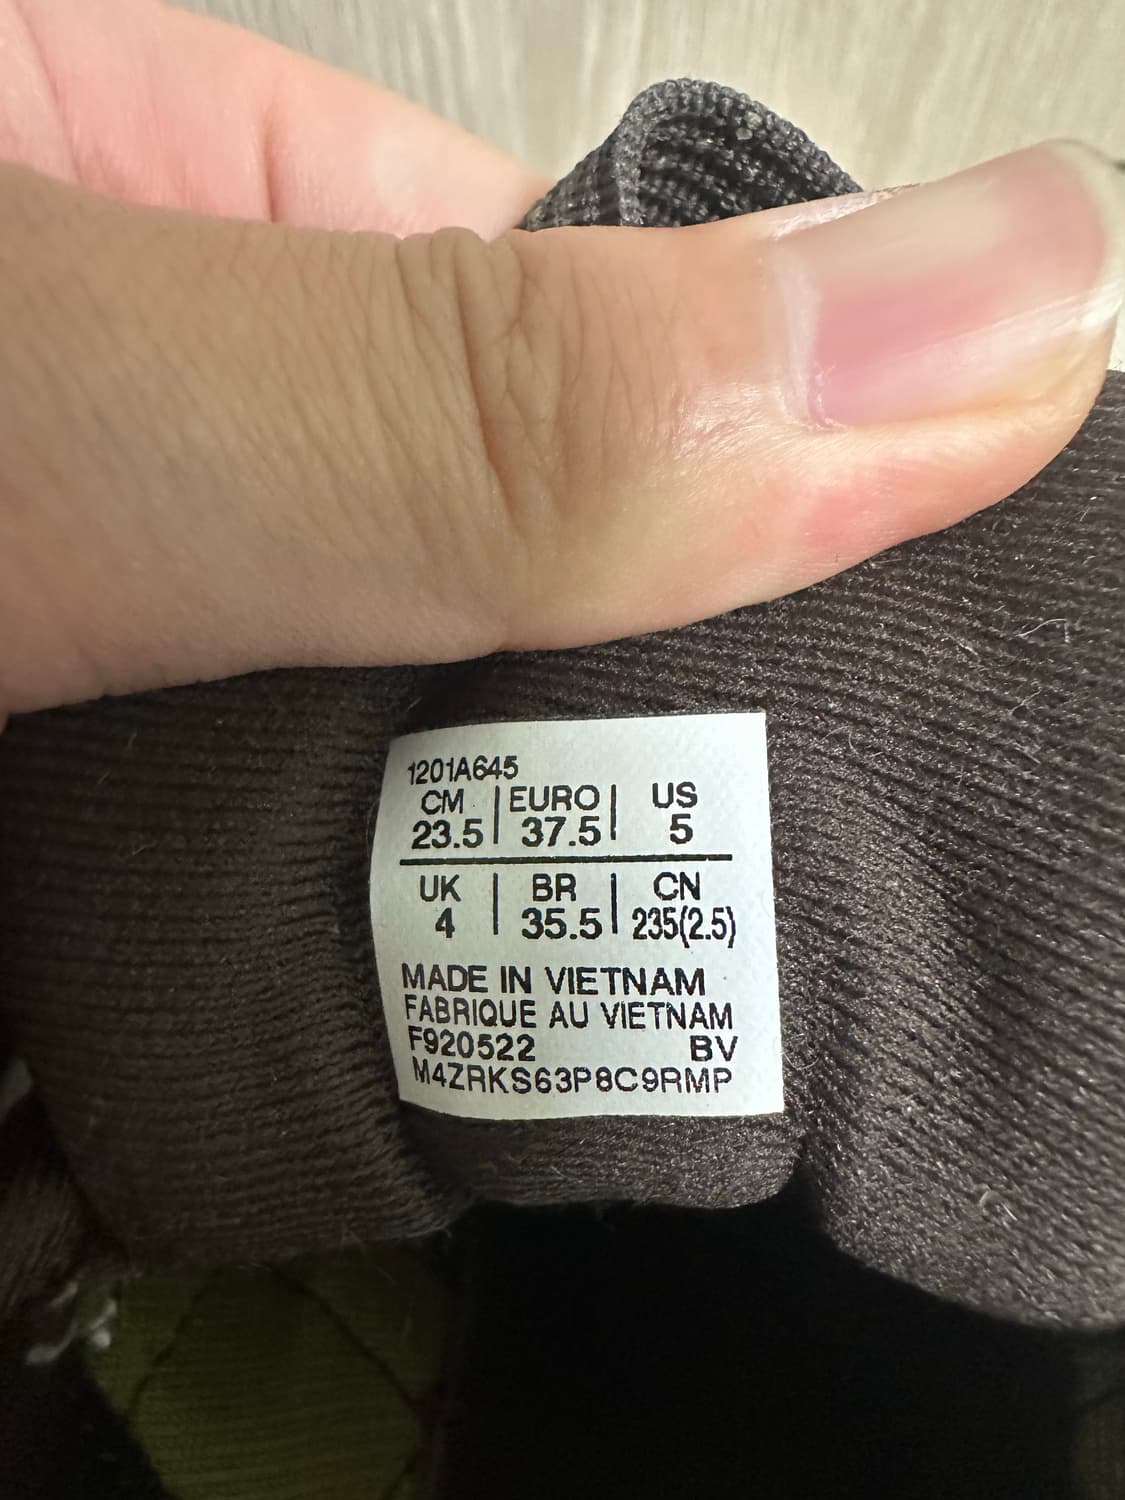 1201A645
CM | EURO | US
23.5 | 37.5 | 5
UK | BR | CN
4 | 35.5 | 235(2.5)
MADE IN VIETNAM
FABRIQUE AU VIETNAM
F920522 BV
M4ZRKS63P8C9RMP